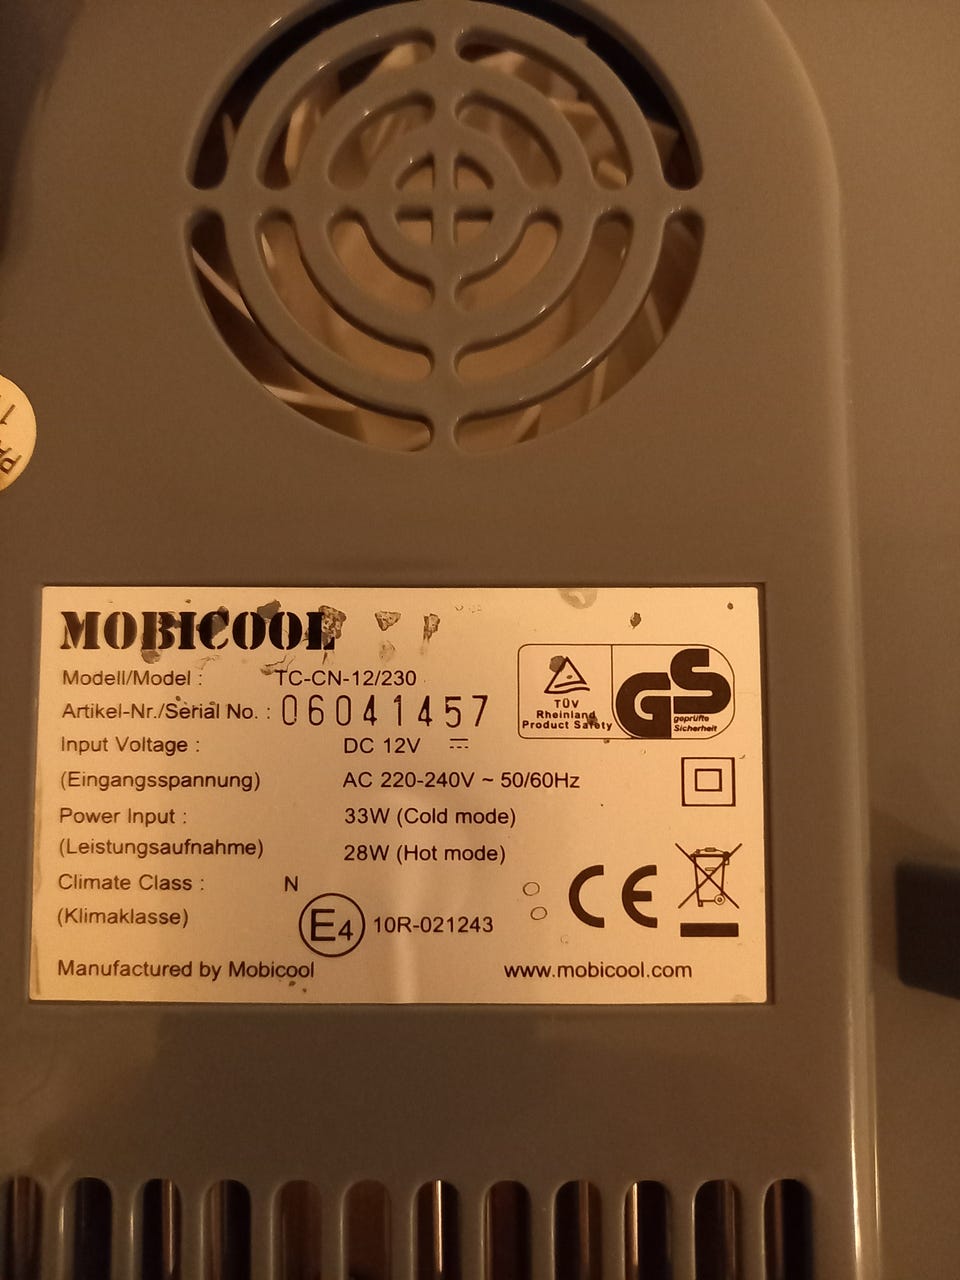 MOBICOOL
Modell/Model : TC-CN-12/230
Artikel-Nr./Serial No. : 06041457
Input Voltage : DC 12V
(Eingangsspannung) AC 220-240V ~ 50/60Hz
Power Input : 33W (Cold mode)
(Leistungsaufnahme) 28W (Hot mode)
Climate Class : N
(Klimaklasse) E4 10R-021243
Manufactured by Mobicool www.mobicool.com
TÜV
Rheinland
Product Safety
GS
geprüfte
Sicherheit
CE